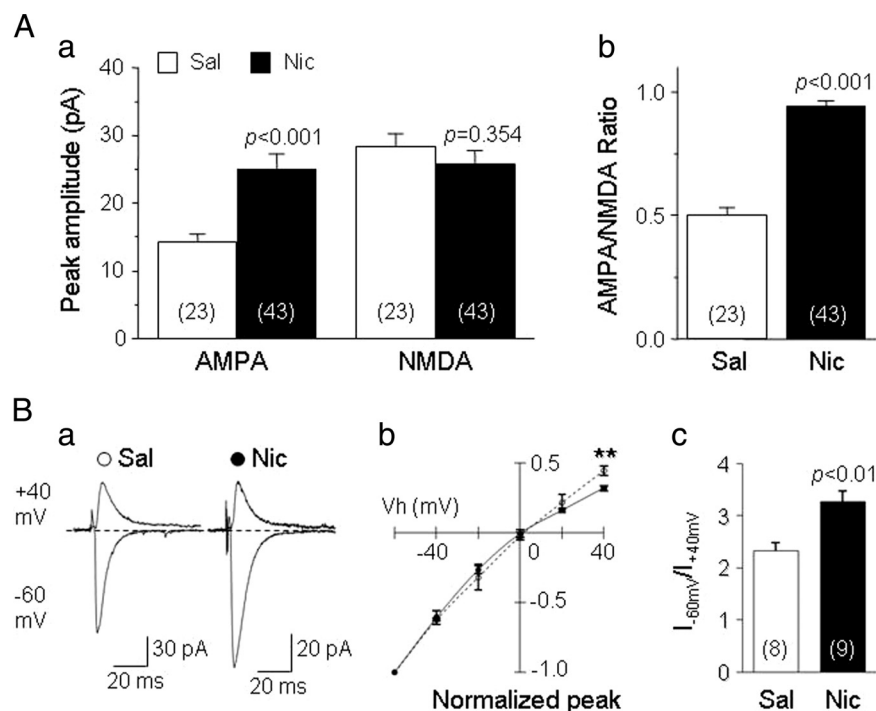 A
a
Sal
Nic
Peak amplitude (pA)
40
30
20
10
0
p<0.001
p=0.354
(23)
(43)
(23)
(43)
AMPA
NMDA
b
AMPA/NMDA Ratio
1.0
0.5
0.0
p<0.001
(23)
(43)
Sal
Nic
B
a
Sal
Nic
+40
mV
-60
mV
30 pA
20 ms
20 pA
20 ms
b
0.5
**
Vh (mV)
-40
0
40
-0.5
-1.0
Normalized peak
c
I-60mV/I+40mV
4
3
2
1
0
p<0.01
(8)
(9)
Sal
Nic